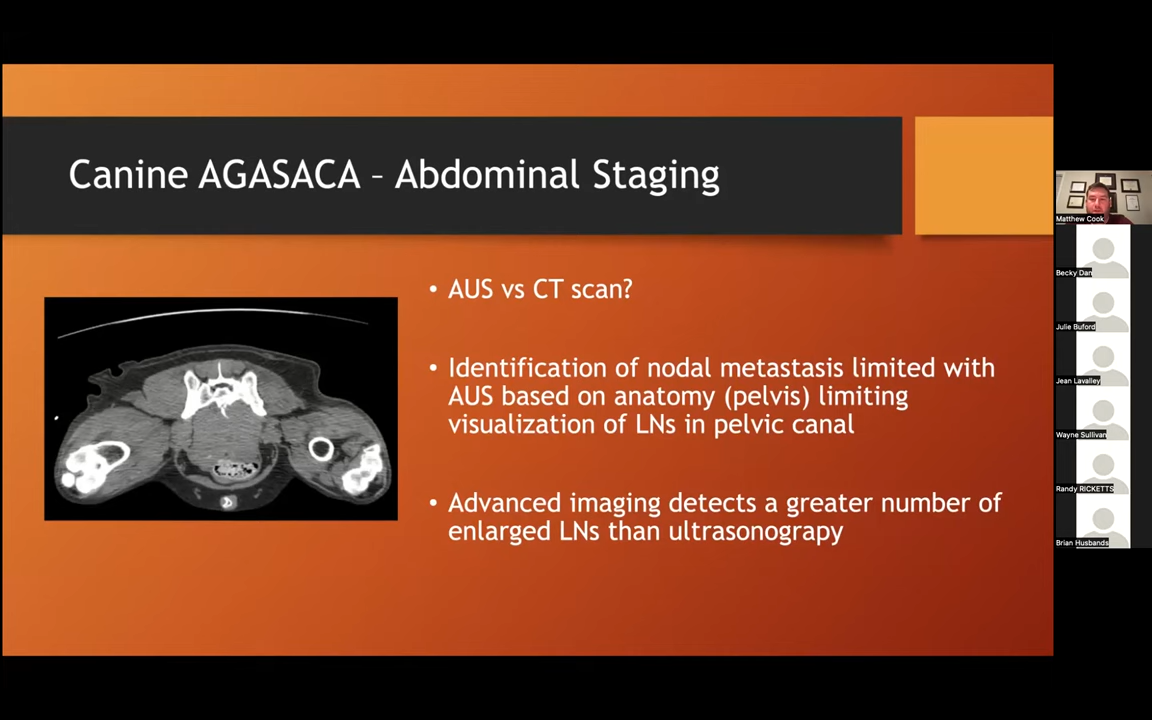 Canine AGASACA – Abdominal Staging
• AUS vs CT scan?
• Identification of nodal metastasis limited with
AUS based on anatomy (pelvis) limiting
visualization of LNs in pelvic canal
• Advanced imaging detects a greater number of
enlarged LNs than ultrasonograpy
Matthew Cook
Becky Dan
Julie Buford
Jean Lavalley
Wayne Sullivan
Randy RICKETTS
Brian Husbands